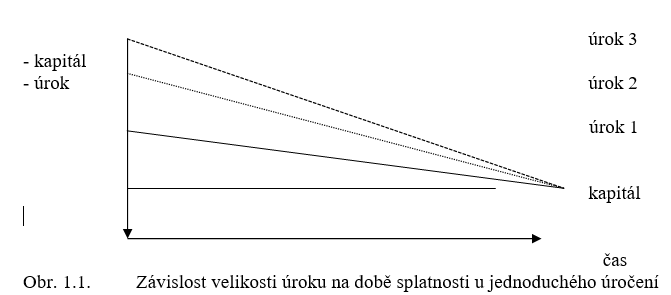 úrok 3
- kapitál
- úrok
úrok 2
úrok 1
kapitál
čas
Obr. 1.1. Závislost velikosti úroku na době splatnosti u jednoduchého úročení